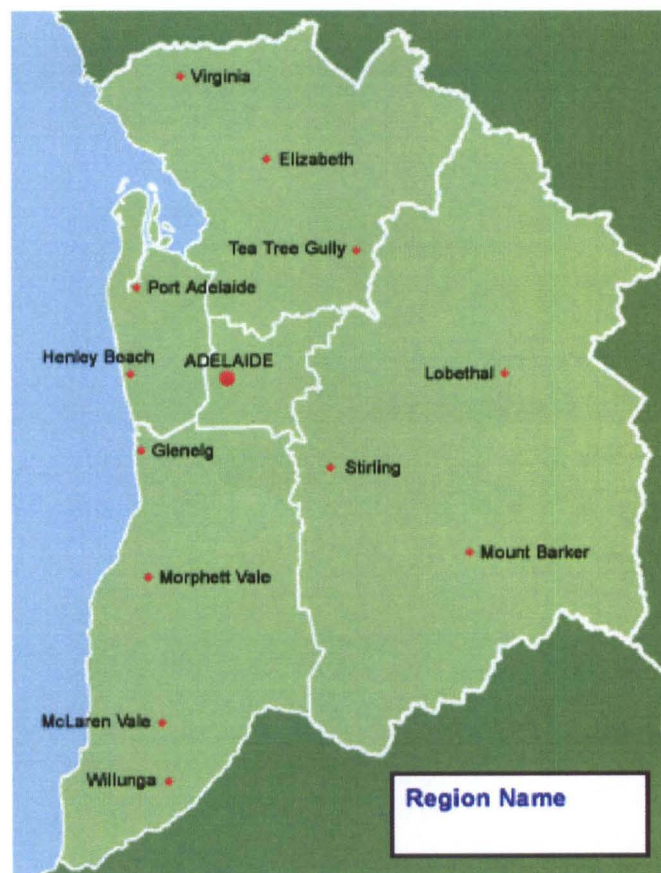 Virginia
Elizabeth
Tea Tree Gully
Port Adelaide
Henley Beach
ADELAIDE
Lobethal
Glenelg
Stirling
Mount Barker
Morphett Vale
McLaren Vale
Willunga
Region Name